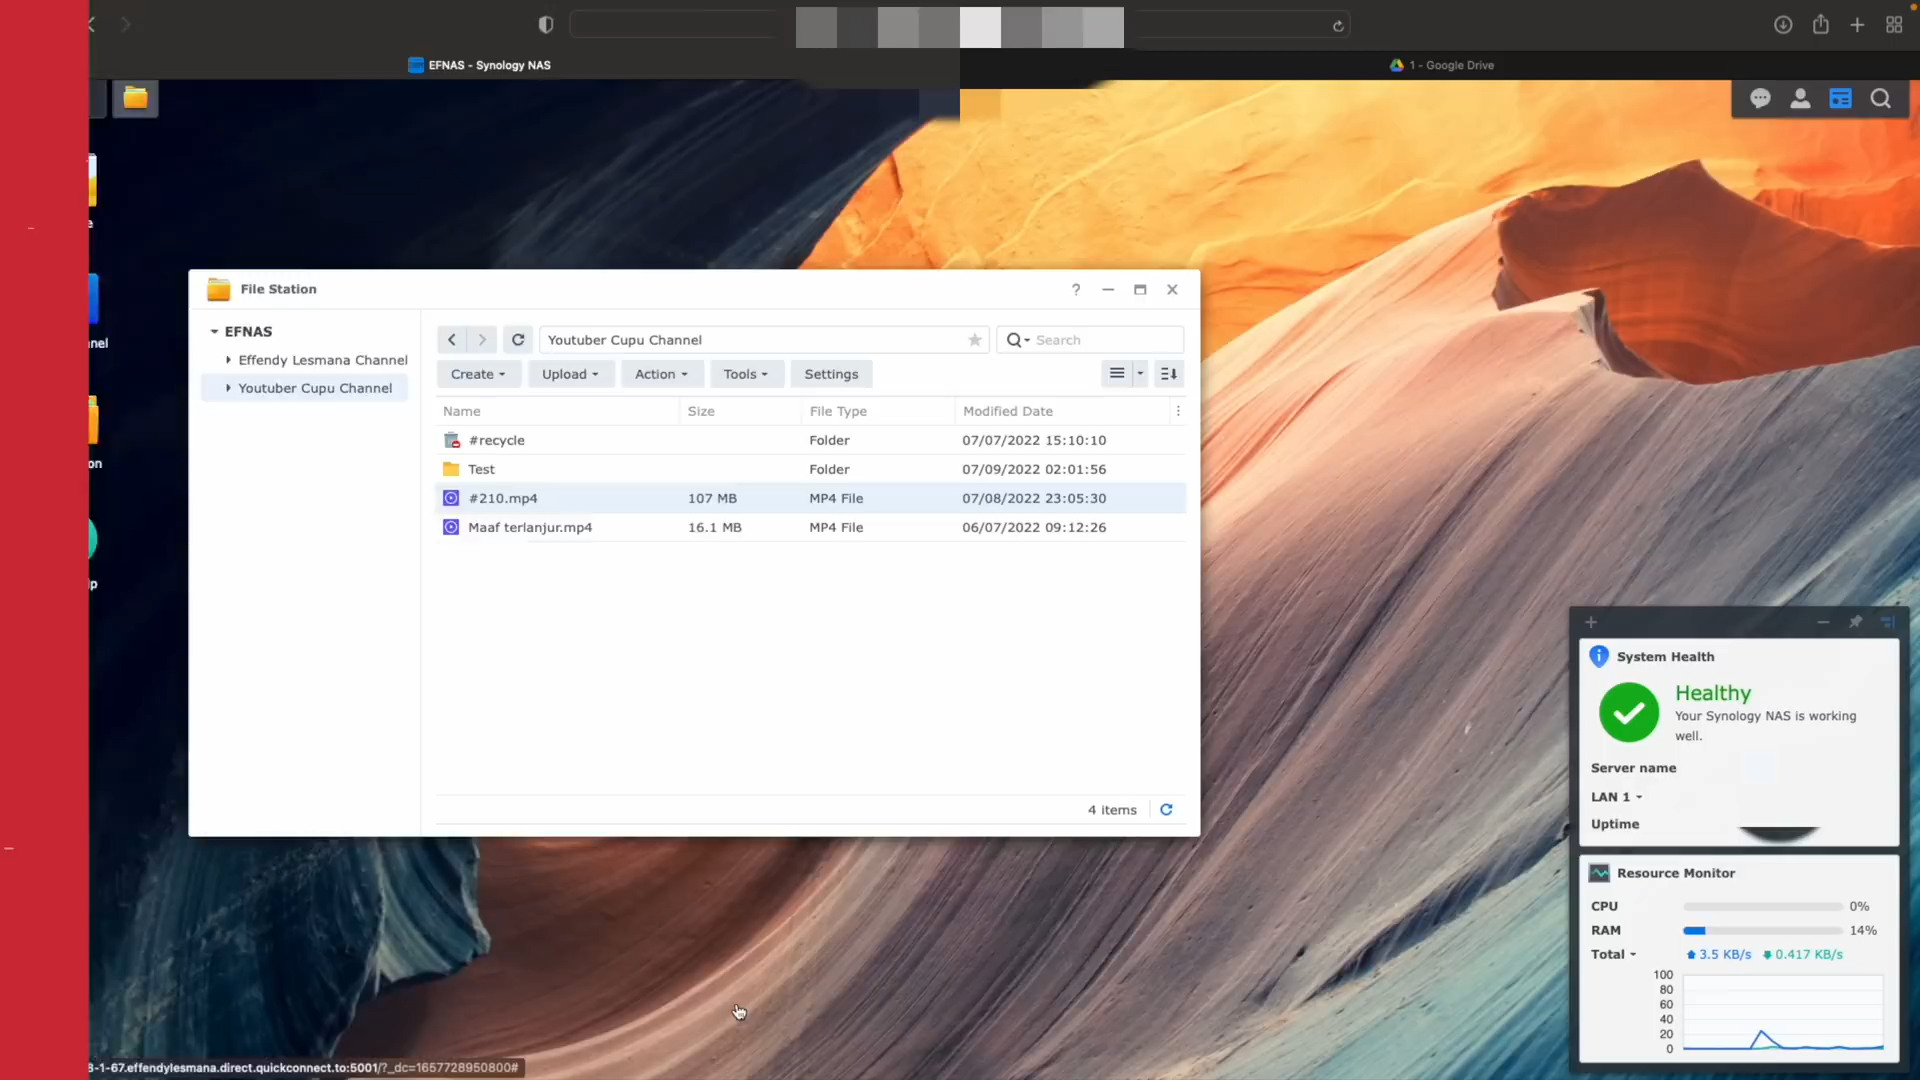 EFNAS - Synology NAS
1 - Google Drive
e
nel
on
lp
File Station
?
EFNAS
Effendy Lesmana Channel
Youtuber Cupu Channel
Youtuber Cupu Channel
Search
Create
Upload
Action
Tools
Settings
Name Size File Type Modified Date
#recycle Folder 07/07/2022 15:10:10
Test Folder 07/09/2022 02:01:56
#210.mp4 107 MB MP4 File 07/08/2022 23:05:30
Maaf terlanjur.mp4 16.1 MB MP4 File 06/07/2022 09:12:26
4 items
System Health
Healthy
Your Synology NAS is working
well.
Server name
LAN 1
Uptime
Resource Monitor
CPU 0%
RAM 14%
Total 3.5 KB/s 0.417 KB/s
100
80
60
40
20
0
8-1-67.effendylesmana.direct.quickconnect.to:5001/?_dc=1657728950800#